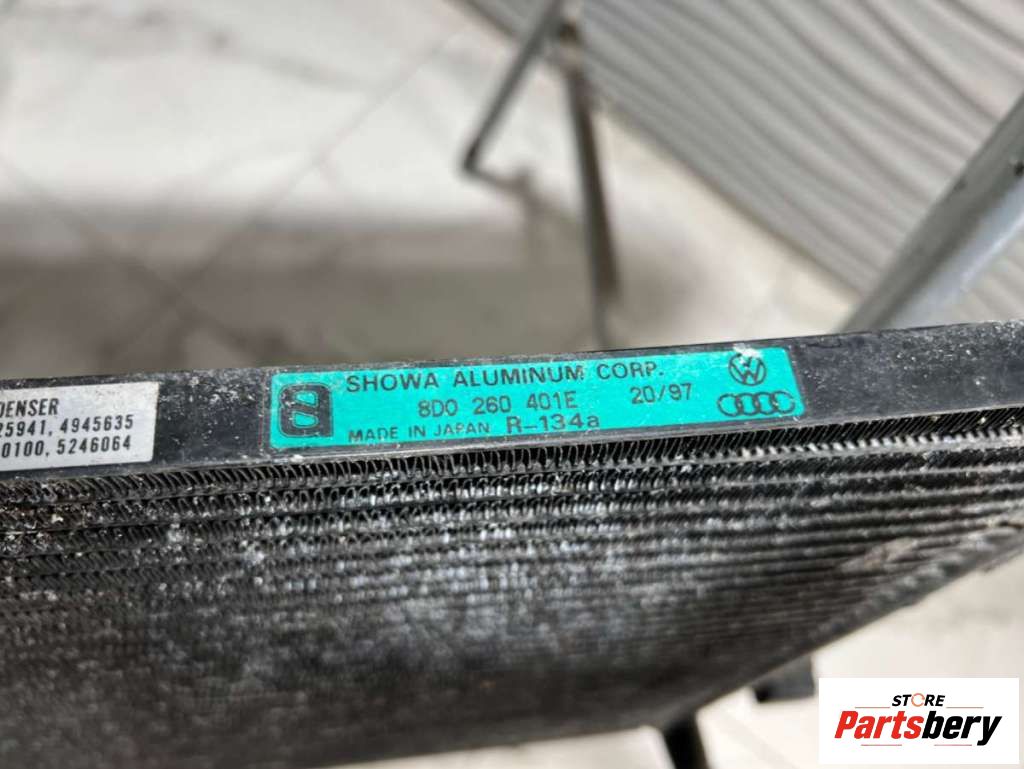 DENSER
25941, 4945635
0100, 5246064
SHOWA ALUMINUM CORP.
8D0 260 401E 20/97
MADE IN JAPAN R-134a
STORE
Partsbery